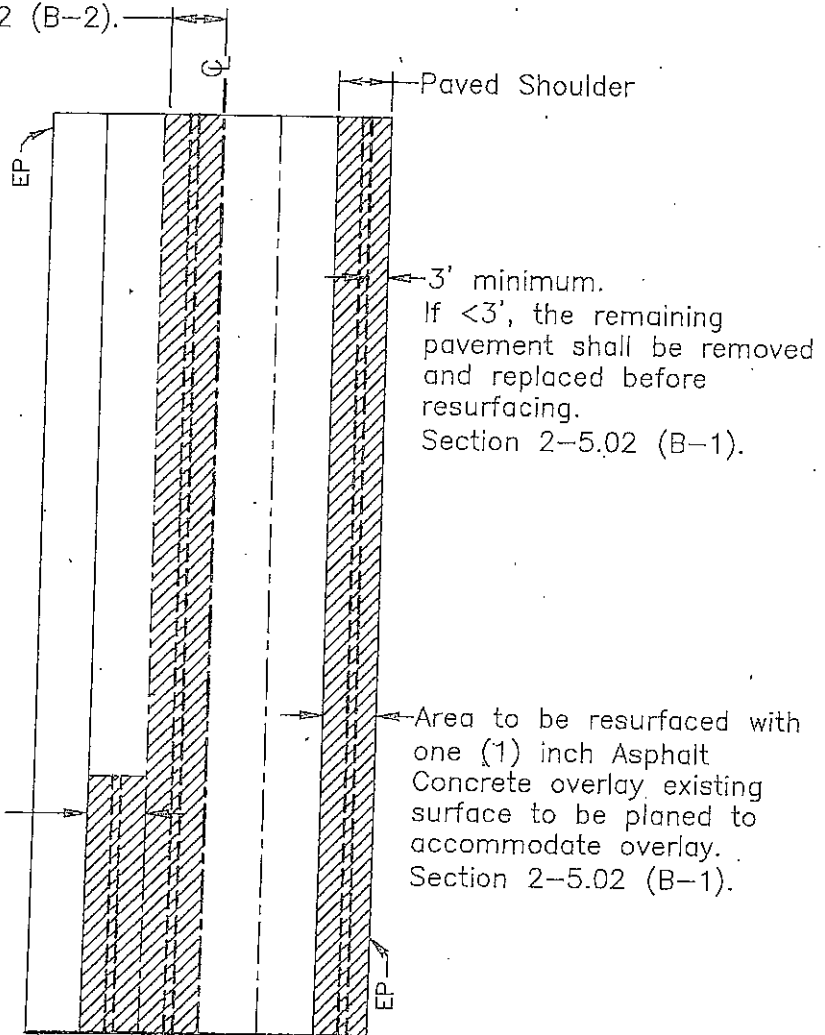 2 (B-2).
℄
Paved Shoulder
EP
3' minimum.
If <3', the remaining
pavement shall be removed
and replaced before
resurfacing.
Section 2-5.02 (B-1).
Area to be resurfaced with
one (1) inch Asphalt
Concrete overlay existing
surface to be planed to
accommodate overlay.
Section 2-5.02 (B-1).
EP